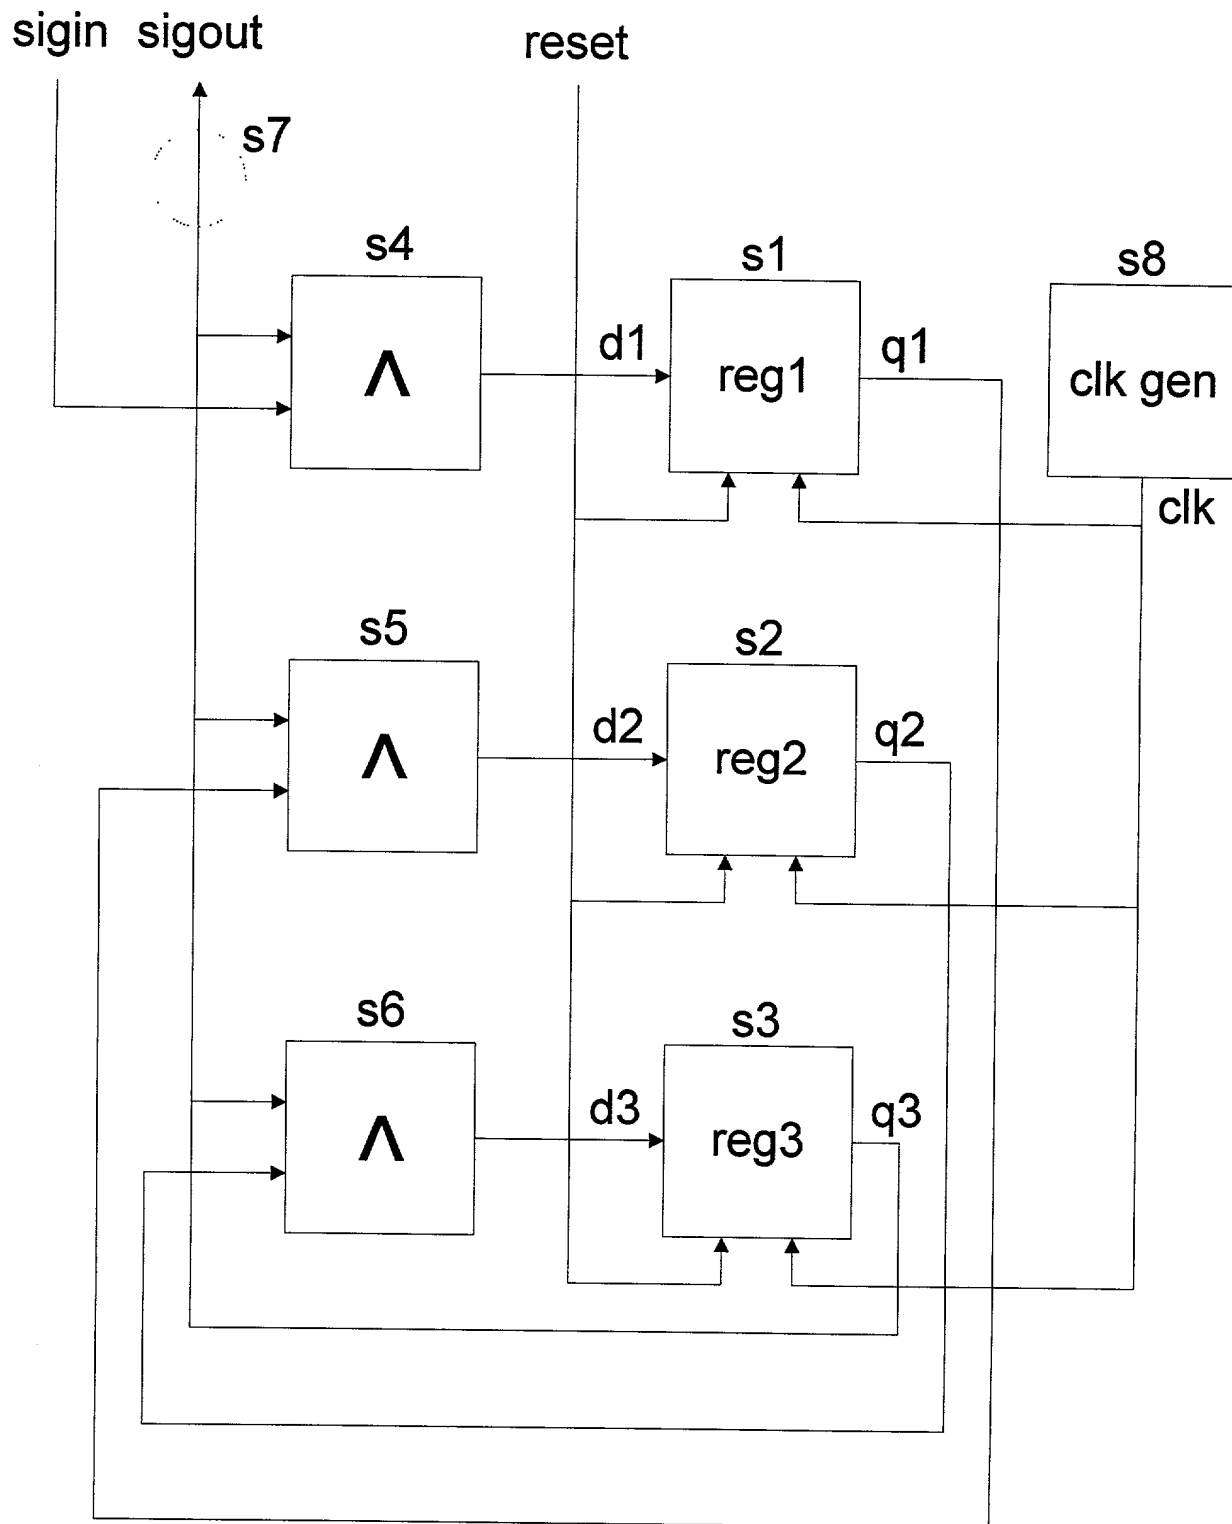 sigin sigout reset
s7
s4 s1 s8
d1 reg1 q1 clk gen
∧
clk
s5 s2
d2 reg2 q2
∧
s6 s3
d3 reg3 q3
∧